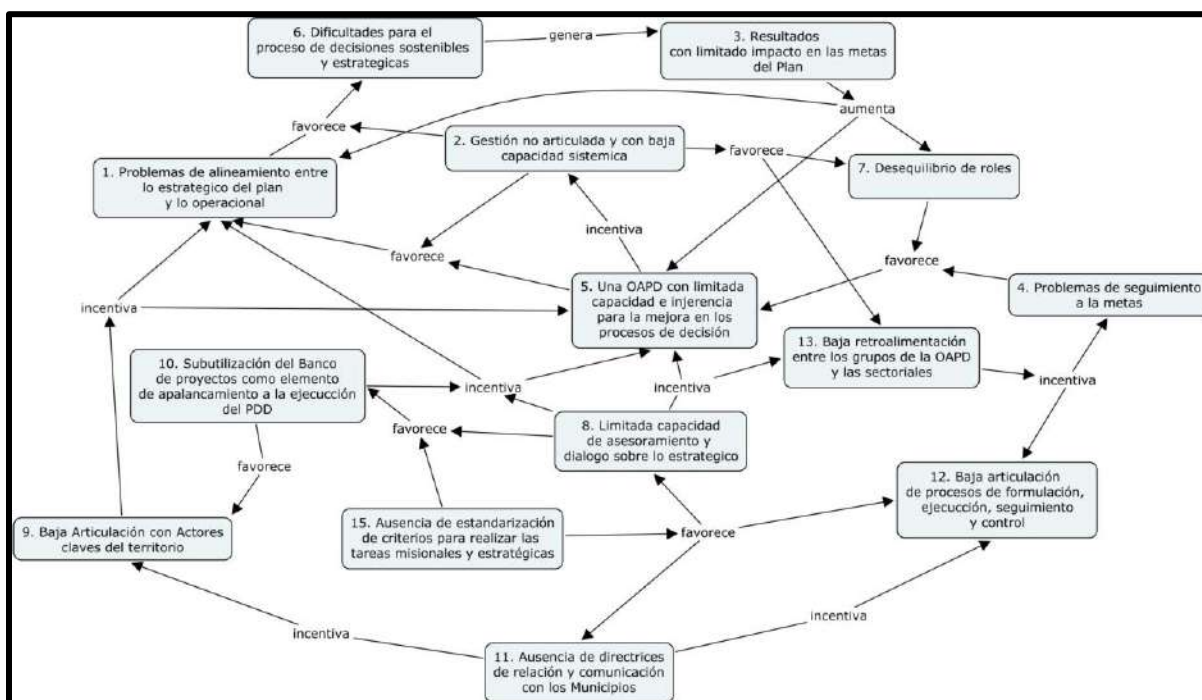 6. Dificultades para el
proceso de decisiones sostenibles
y estrategicas
genera
3. Resultados
con limitado impacto en las metas
del Plan
aumenta
favorece
2. Gestión no articulada y con baja
capacidad sistemica
favorece
7. Desequilibrio de roles
1. Problemas de alineamiento entre
lo estrategico del plan
y lo operacional
incentiva
favorece
favorece
5. Una OAPD con limitada
capacidad e injerencia
para la mejora en los
procesos de decisión
4. Problemas de seguimiento
a la metas
incentiva
13. Baja retroalimentación
entre los grupos de la OAPD
y las sectoriales
10. Subutilización del Banco
de proyectos como elemento
de apalancamiento a la ejecución
del PDD
incentiva
incentiva
incentiva
favorece
8. Limitada capacidad
de asesoramiento y
dialogo sobre lo estrategico
favorece
12. Baja articulación
de procesos de formulación,
ejecución, seguimiento
y control
9. Baja Articulación con Actores
claves del territorio
15. Ausencia de estandarización
de criterios para realizar las
tareas misionales y estratégicas
favorece
incentiva
incentiva
11. Ausencia de directrices
de relación y comunicación
con los Municipios